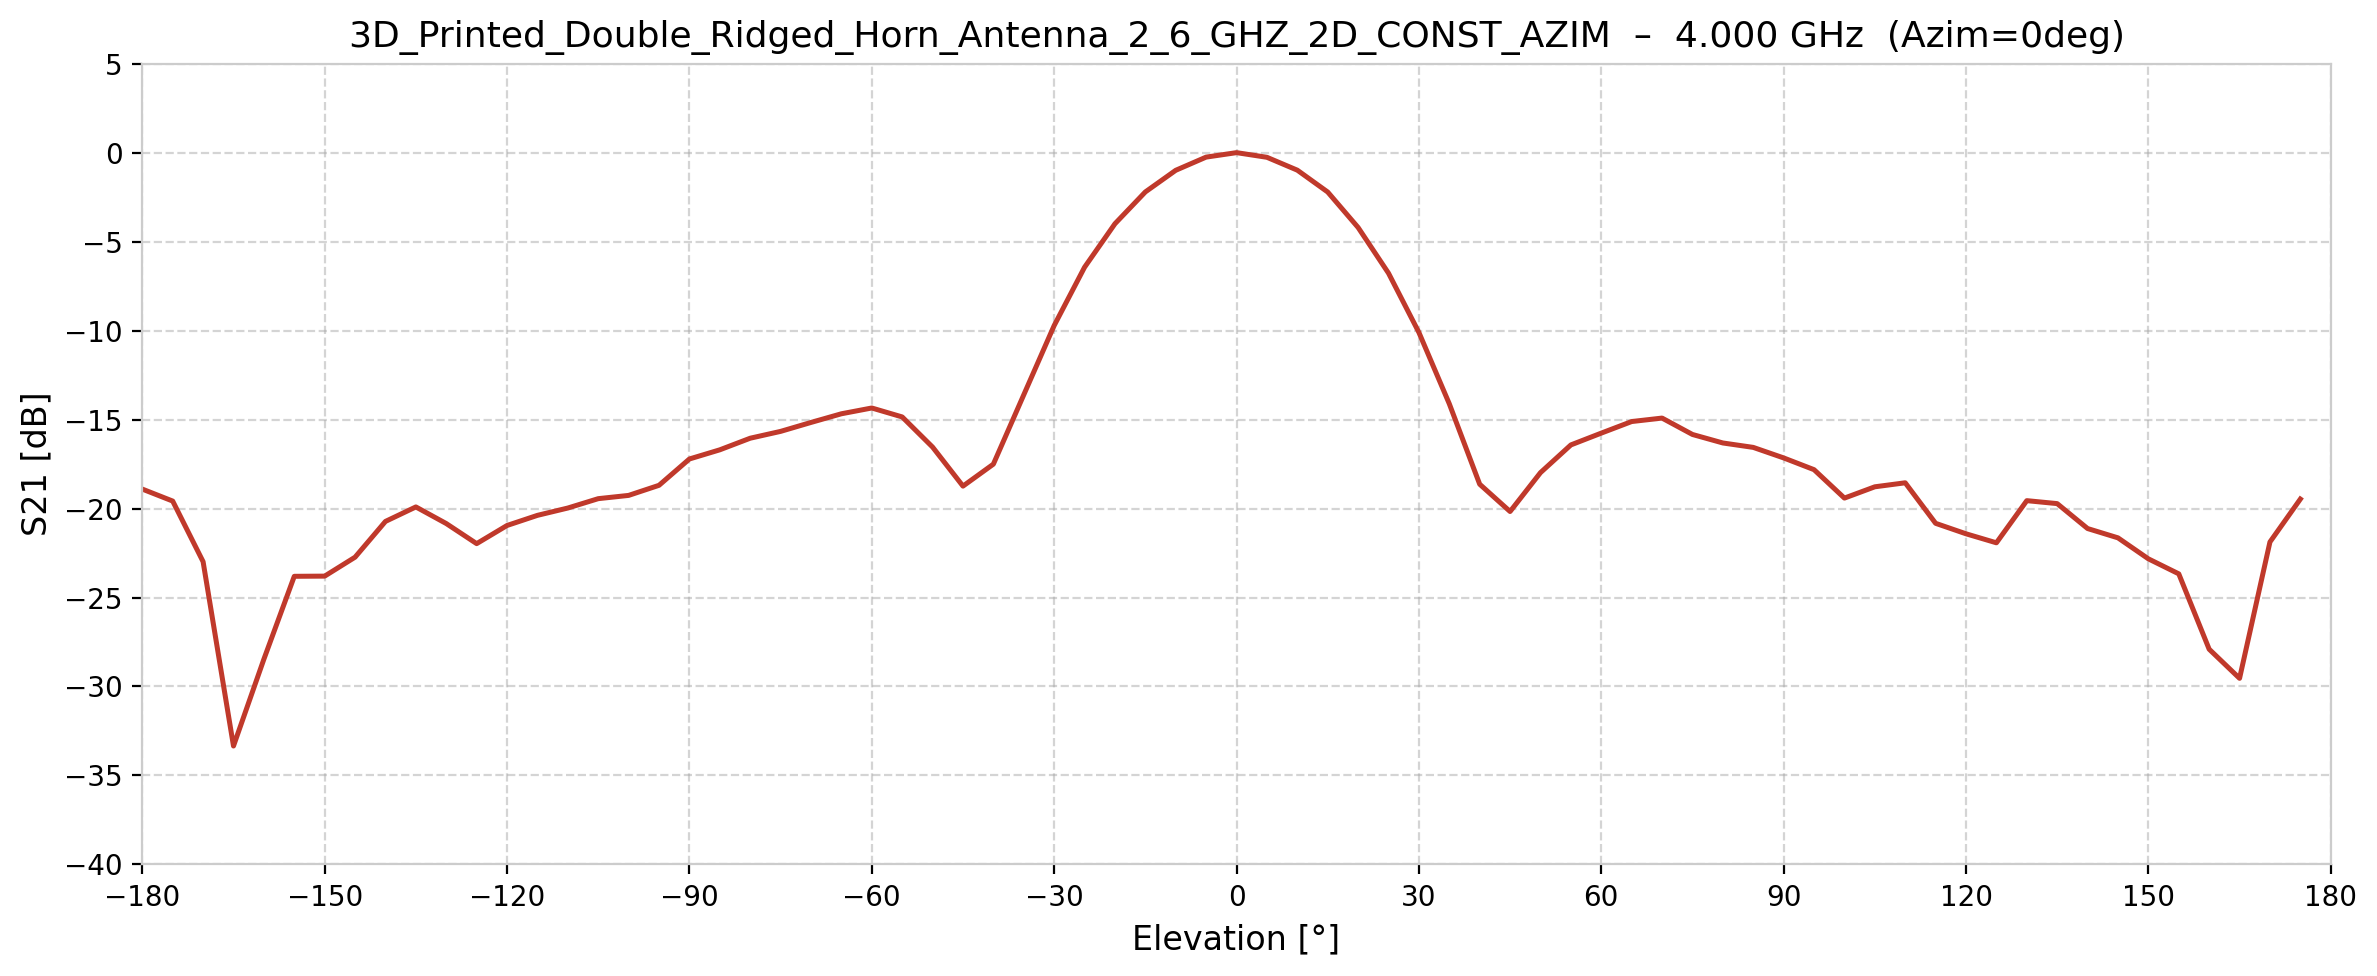 3D_Printed_Double_Ridged_Horn_Antenna_2_6_GHZ_2D_CONST_AZIM – 4.000 GHz (Azim=0deg)
5
0
−5
−10
−15
−20
−25
−30
−35
−40
S21 [dB]
−180 −150 −120 −90 −60 −30 0 30 60 90 120 150 180
Elevation [°]